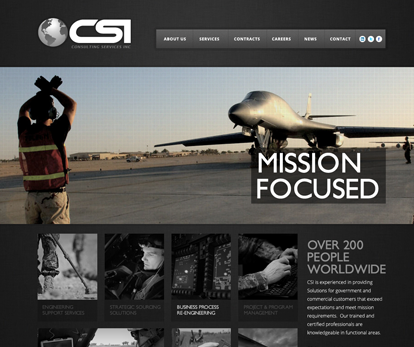 CSI
CONSULTING SERVICES INC
ABOUT US SERVICES CONTRACTS CAREERS NEWS CONTACT
MISSION
FOCUSED
ENGINEERING
SUPPORT SERVICES
STRATEGIC SOURCING
SOLUTIONS
BUSINESS PROCESS
RE-ENGINEERING
PROJECT & PROGRAM
MANAGEMENT
OVER 200
PEOPLE
WORLDWIDE
CSI is experienced in providing
Solutions for government and
commercial customers that exceed
expectations and meet mission
requirements. Our trained and
certified professionals are
knowledgeable in functional areas.